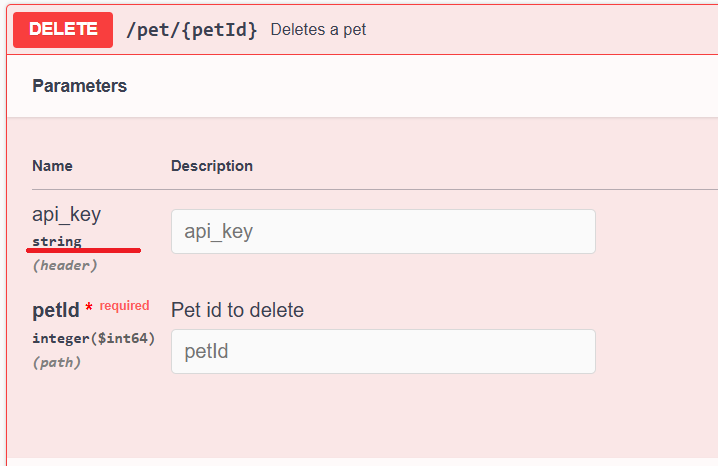 DELETE /pet/{petId} Deletes a pet
Parameters
Name Description
api_key
string
(header)
api_key
petId * required
integer($int64)
(path)
Pet id to delete
petId